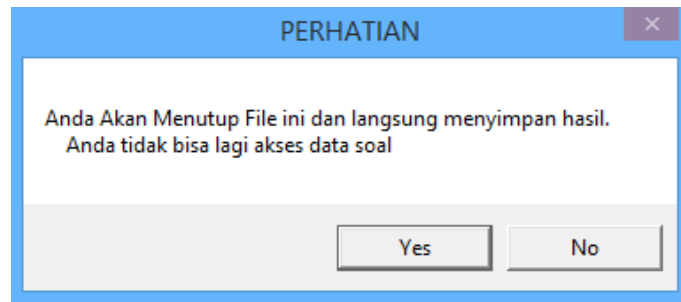 PERHATIAN
Anda Akan Menutup File ini dan langsung menyimpan hasil.
Anda tidak bisa lagi akses data soal
Yes
No